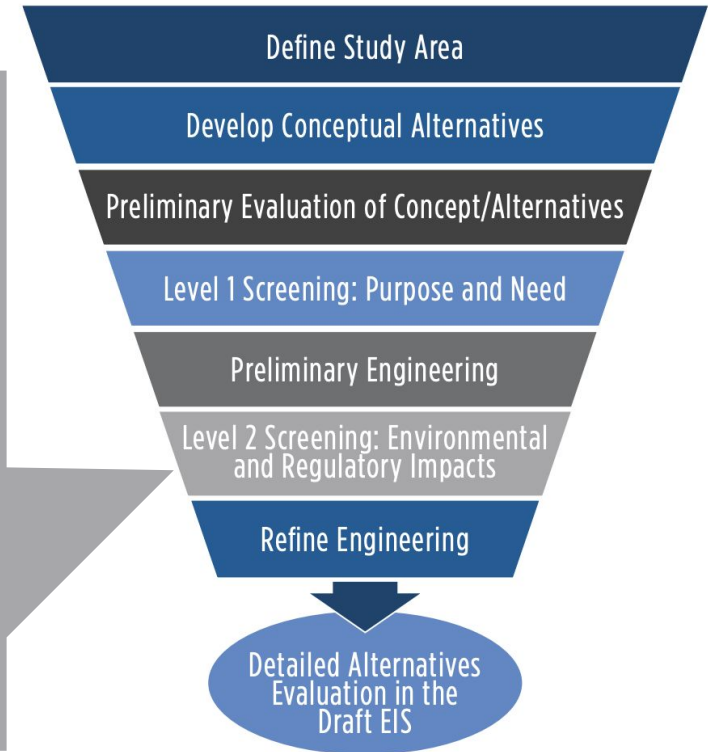 Define Study Area
Develop Conceptual Alternatives
Preliminary Evaluation of Concept/Alternatives
Level 1 Screening: Purpose and Need
Preliminary Engineering
Level 2 Screening: Environmental
and Regulatory Impacts
Refine Engineering
Detailed Alternatives
Evaluation in the
Draft EIS